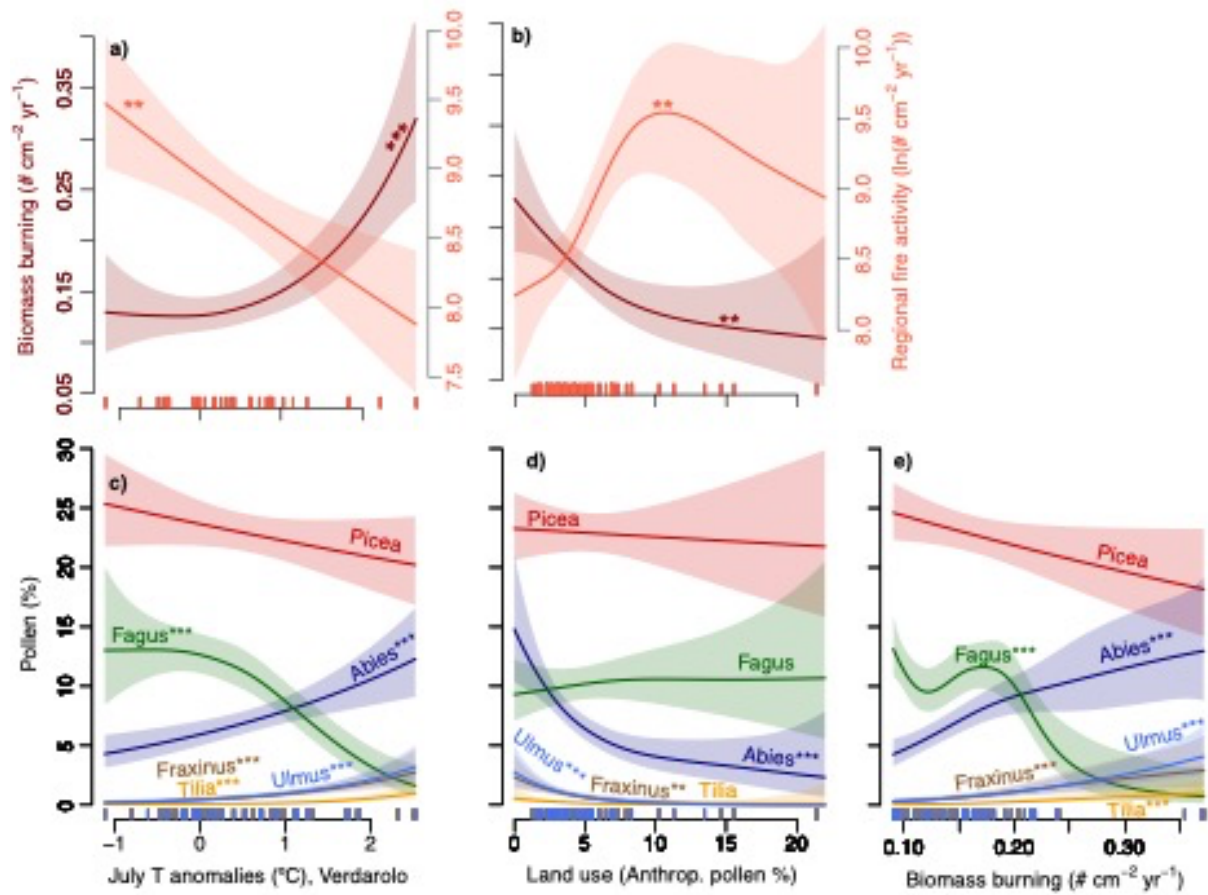 a)
b)
Biomass burning (# cm⁻² yr⁻¹)
0.05 0.15 0.25 0.35
**
***
7.5 8.0 8.5 9.0 9.5 10.0
**
**
8.0 8.5 9.0 9.5 10.0
Regional fire activity (ln(# cm⁻² yr⁻¹))
c)
d)
e)
Pollen (%)
0 5 10 15 20 25 30
Picea
Fagus***
Abies***
Fraxinus***
Ulmus***
Tilia***
Picea
Fagus
Abies***
Ulmus***
Fraxinus**
Tilia
Picea
Fagus***
Abies***
Ulmus***
Fraxinus***
Tilia***
-1 0 1 2
0 5 10 15 20
0.10 0.20 0.30
July T anomalies (ºC), Verdarolo
Land use (Anthrop. pollen %)
Biomass burning (# cm⁻² yr⁻¹)